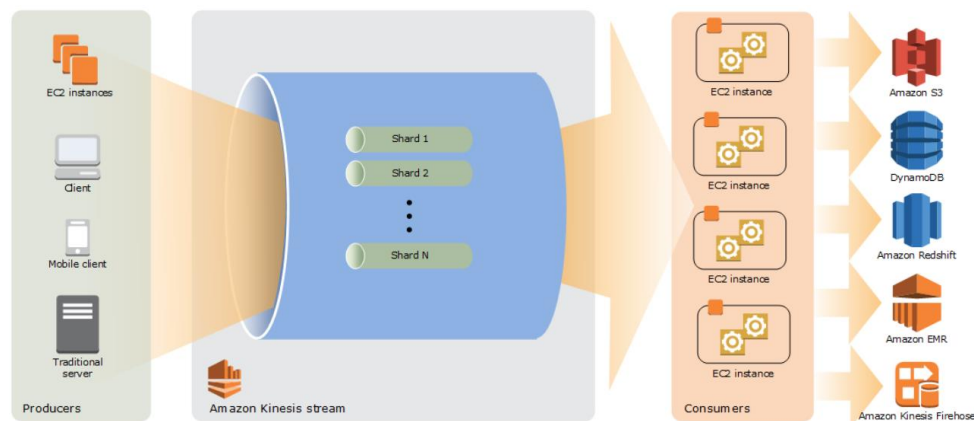 EC2 instances
Client
Mobile client
Traditional
server
Producers
Shard 1
Shard 2
Shard N
Amazon Kinesis stream
EC2 instance
EC2 instance
EC2 instance
EC2 instance
Consumers
Amazon S3
DynamoDB
Amazon Redshift
Amazon EMR
Amazon Kinesis Firehose